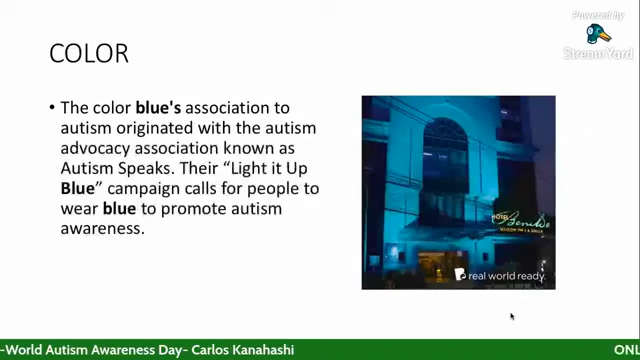 Powered by
StreamYard
COLOR
• The color blue's association to
autism originated with the autism
advocacy association known as
Autism Speaks. Their “Light it Up
Blue” campaign calls for people to
wear blue to promote autism
awareness.
HOTEL Benilde
real world ready.
-World Autism Awareness Day- Carlos Kanahashi
ONL